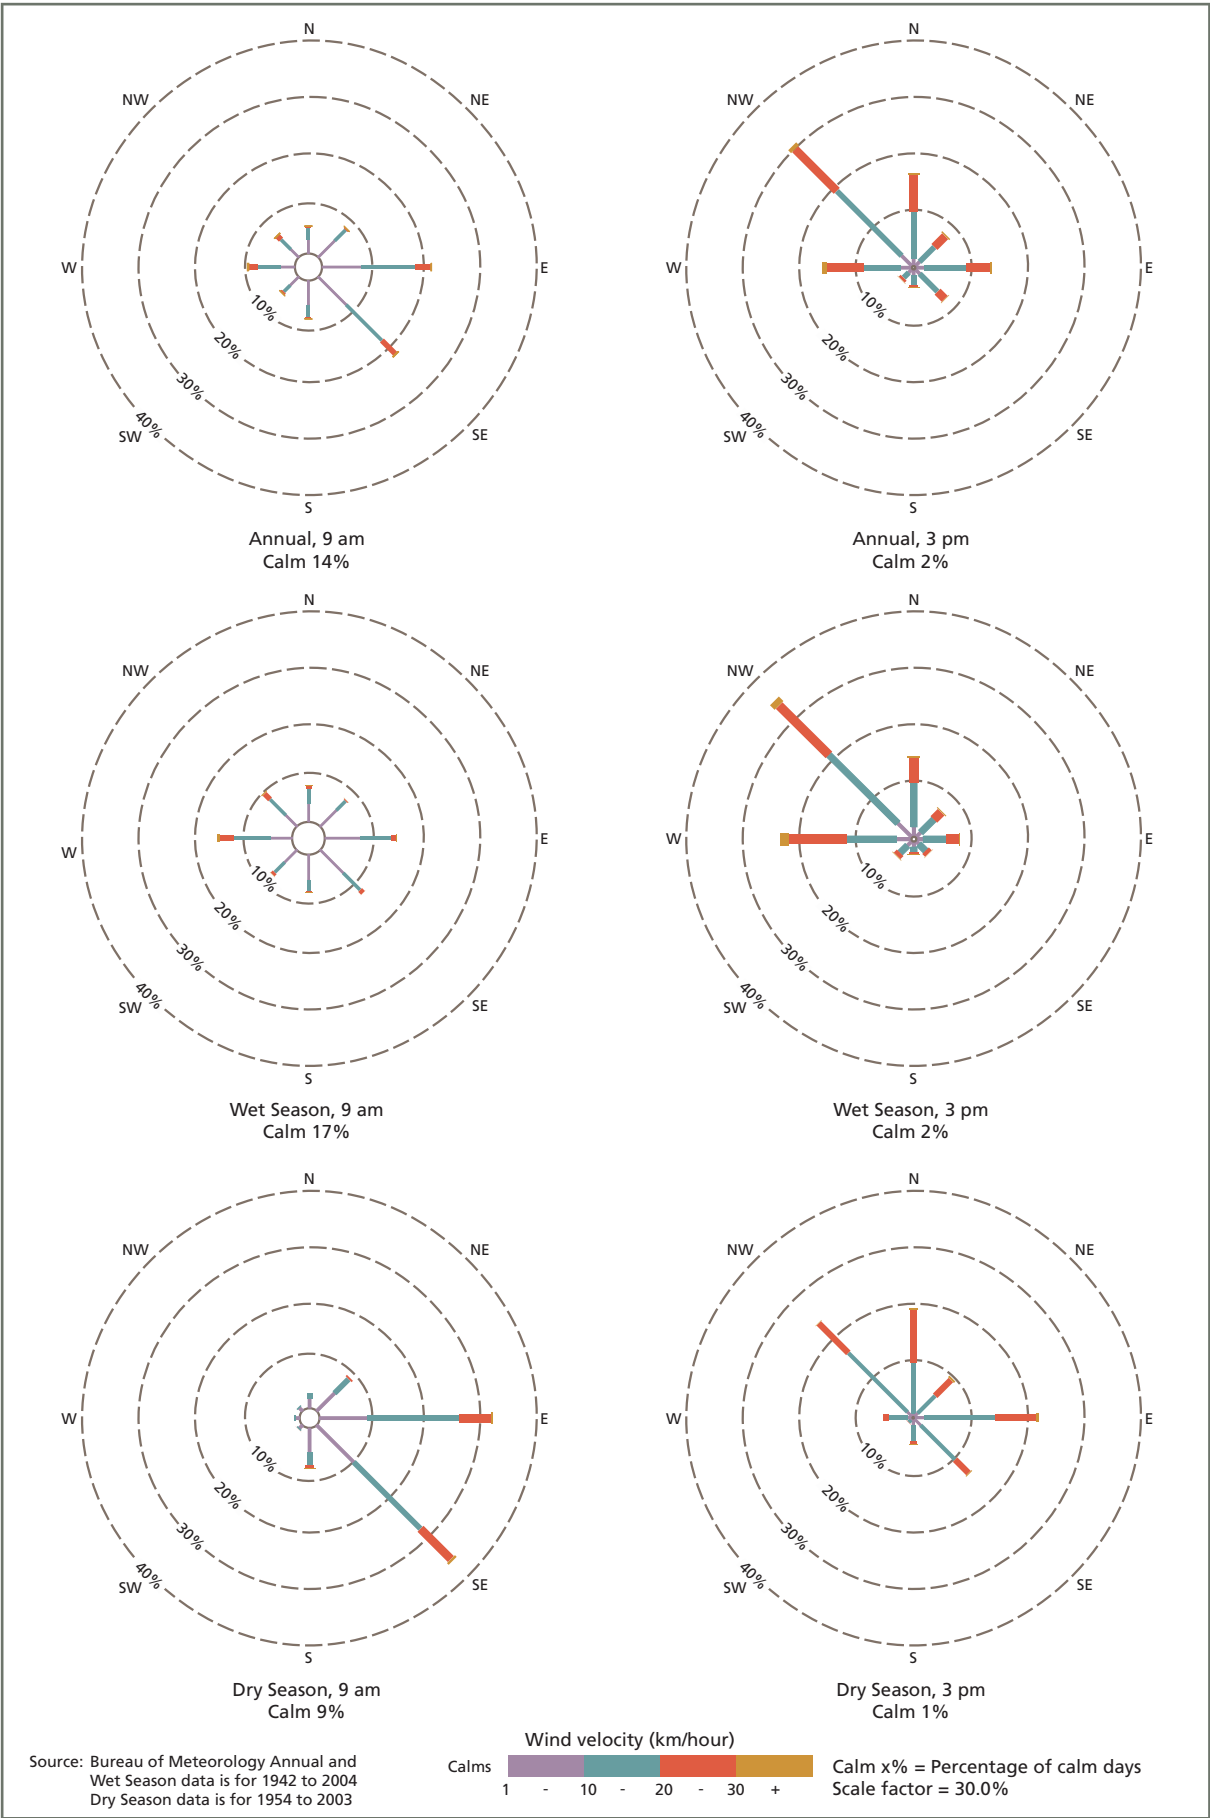 N
N
NW
NE
NW
NE
W
E
W
E
10%
10%
20%
20%
30%
30%
40%
40%
SW
SE
SW
SE
S
S
Annual, 9 am
Calm 14%
Annual, 3 pm
Calm 2%
N
N
NW
NE
NW
NE
W
E
W
E
10%
10%
20%
20%
30%
30%
40%
40%
SW
SE
SW
SE
S
S
Wet Season, 9 am
Calm 17%
Wet Season, 3 pm
Calm 2%
N
N
NW
NE
NW
NE
W
E
W
E
10%
10%
20%
20%
30%
30%
40%
40%
SW
SE
SW
SE
S
S
Dry Season, 9 am
Calm 9%
Dry Season, 3 pm
Calm 1%
Source: Bureau of Meteorology Annual and
Wet Season data is for 1942 to 2004
Dry Season data is for 1954 to 2003
Wind velocity (km/hour)
Calms
1 - 10 - 20 - 30 +
Calm x% = Percentage of calm days
Scale factor = 30.0%